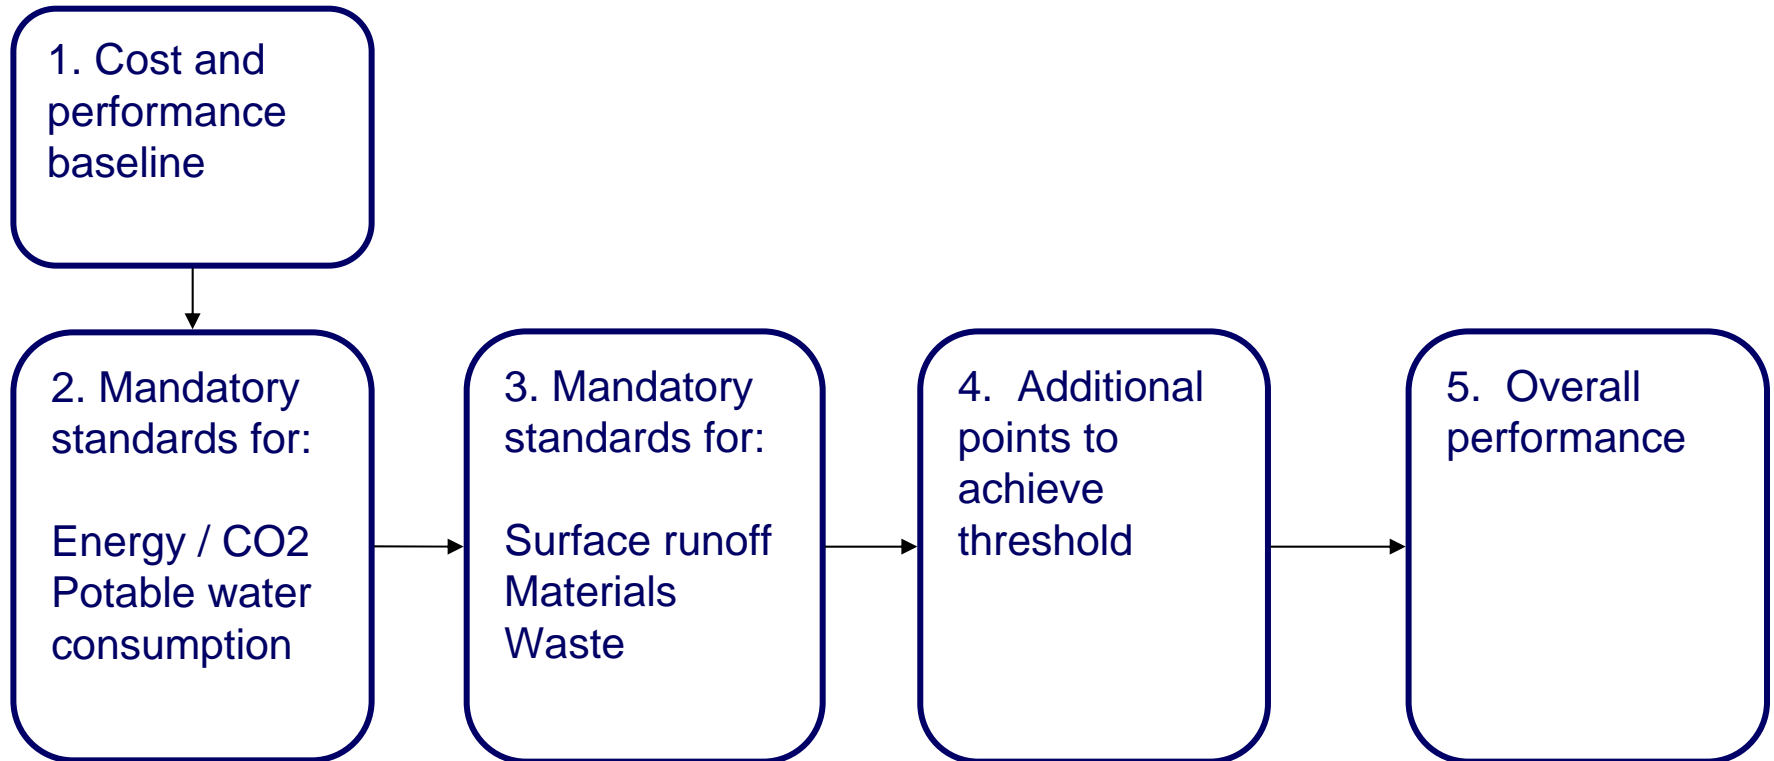 1. Cost and
performance
baseline
2. Mandatory
standards for:
Energy / CO2
Potable water
consumption
3. Mandatory
standards for:
Surface runoff
Materials
Waste
4.  Additional
points to
achieve
threshold
5.  Overall
performance